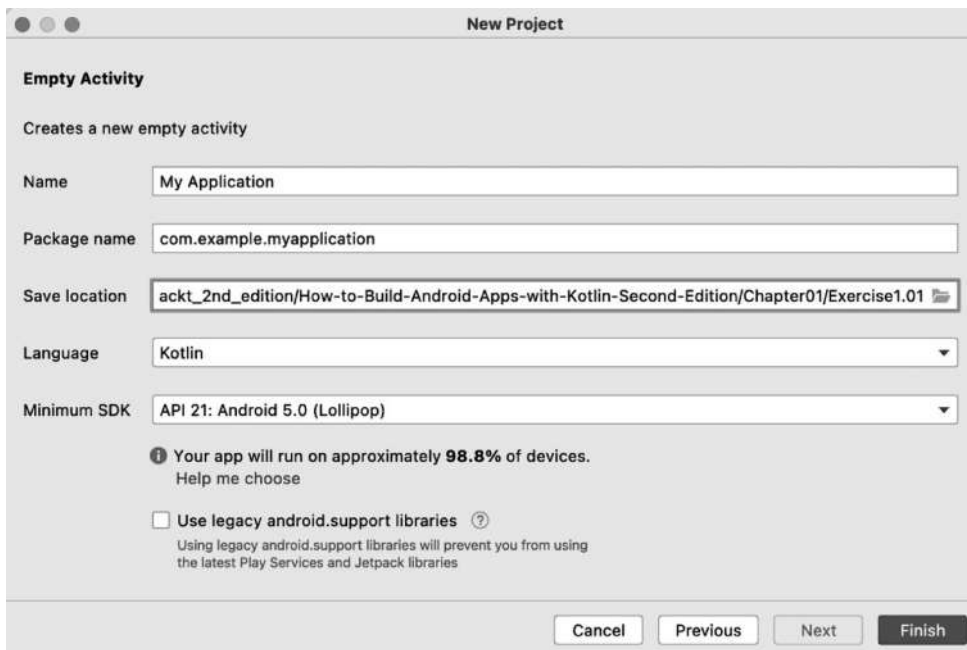 New Project
Empty Activity
Creates a new empty activity
Name My Application
Package name com.example.myapplication
Save location ackt_2nd_edition/How-to-Build-Android-Apps-with-Kotlin-Second-Edition/Chapter01/Exercise1.01
Language Kotlin
Minimum SDK API 21: Android 5.0 (Lollipop)
Your app will run on approximately 98.8% of devices.
Help me choose
Use legacy android.support libraries ?
Using legacy android.support libraries will prevent you from using
the latest Play Services and Jetpack libraries
Cancel Previous Next Finish